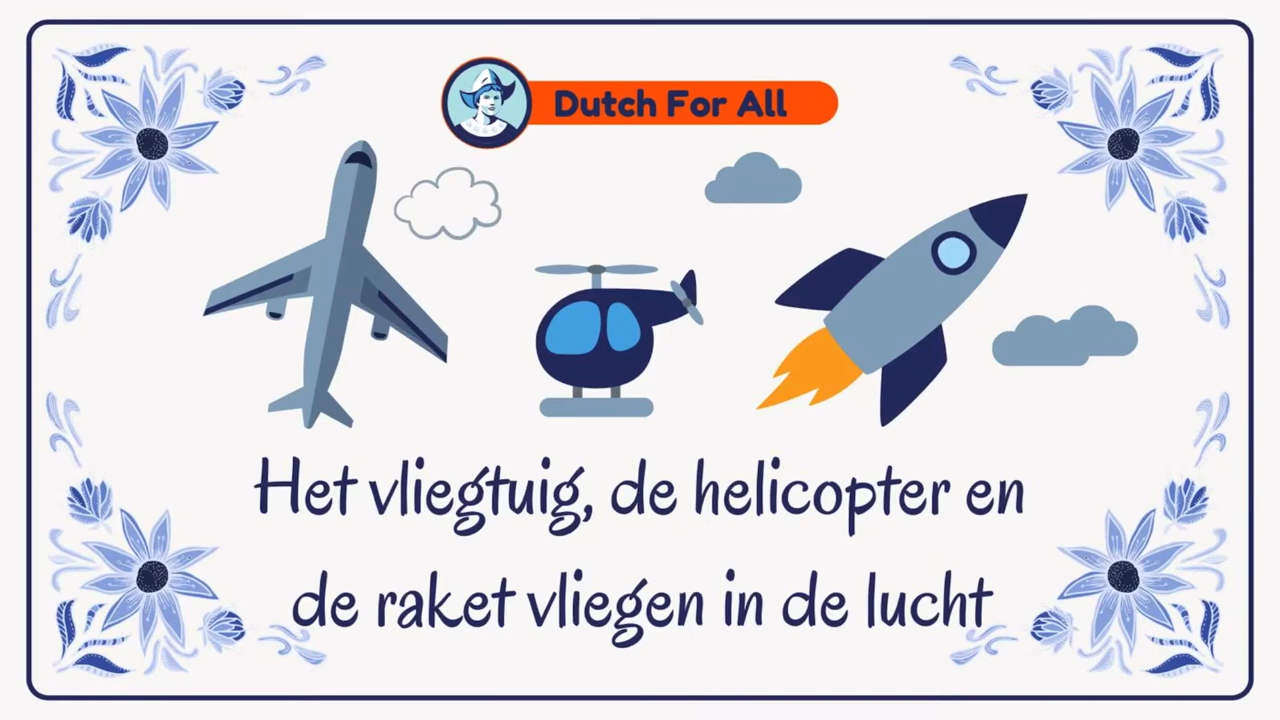 Dutch For All
Het vliegtuig, de helicopter en
de raket vliegen in de lucht